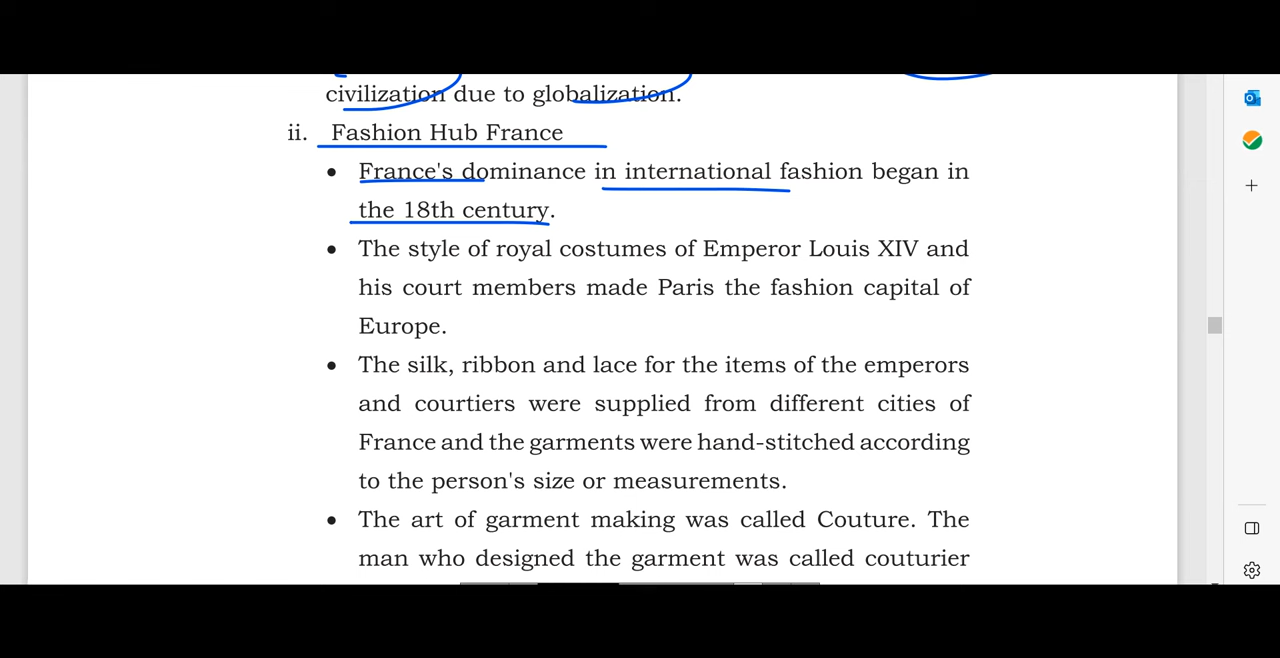 civilization due to globalization.
ii. Fashion Hub France
• France's dominance in international fashion began in
the 18th century.
• The style of royal costumes of Emperor Louis XIV and
his court members made Paris the fashion capital of
Europe.
• The silk, ribbon and lace for the items of the emperors
and courtiers were supplied from different cities of
France and the garments were hand-stitched according
to the person's size or measurements.
• The art of garment making was called Couture. The
man who designed the garment was called couturier